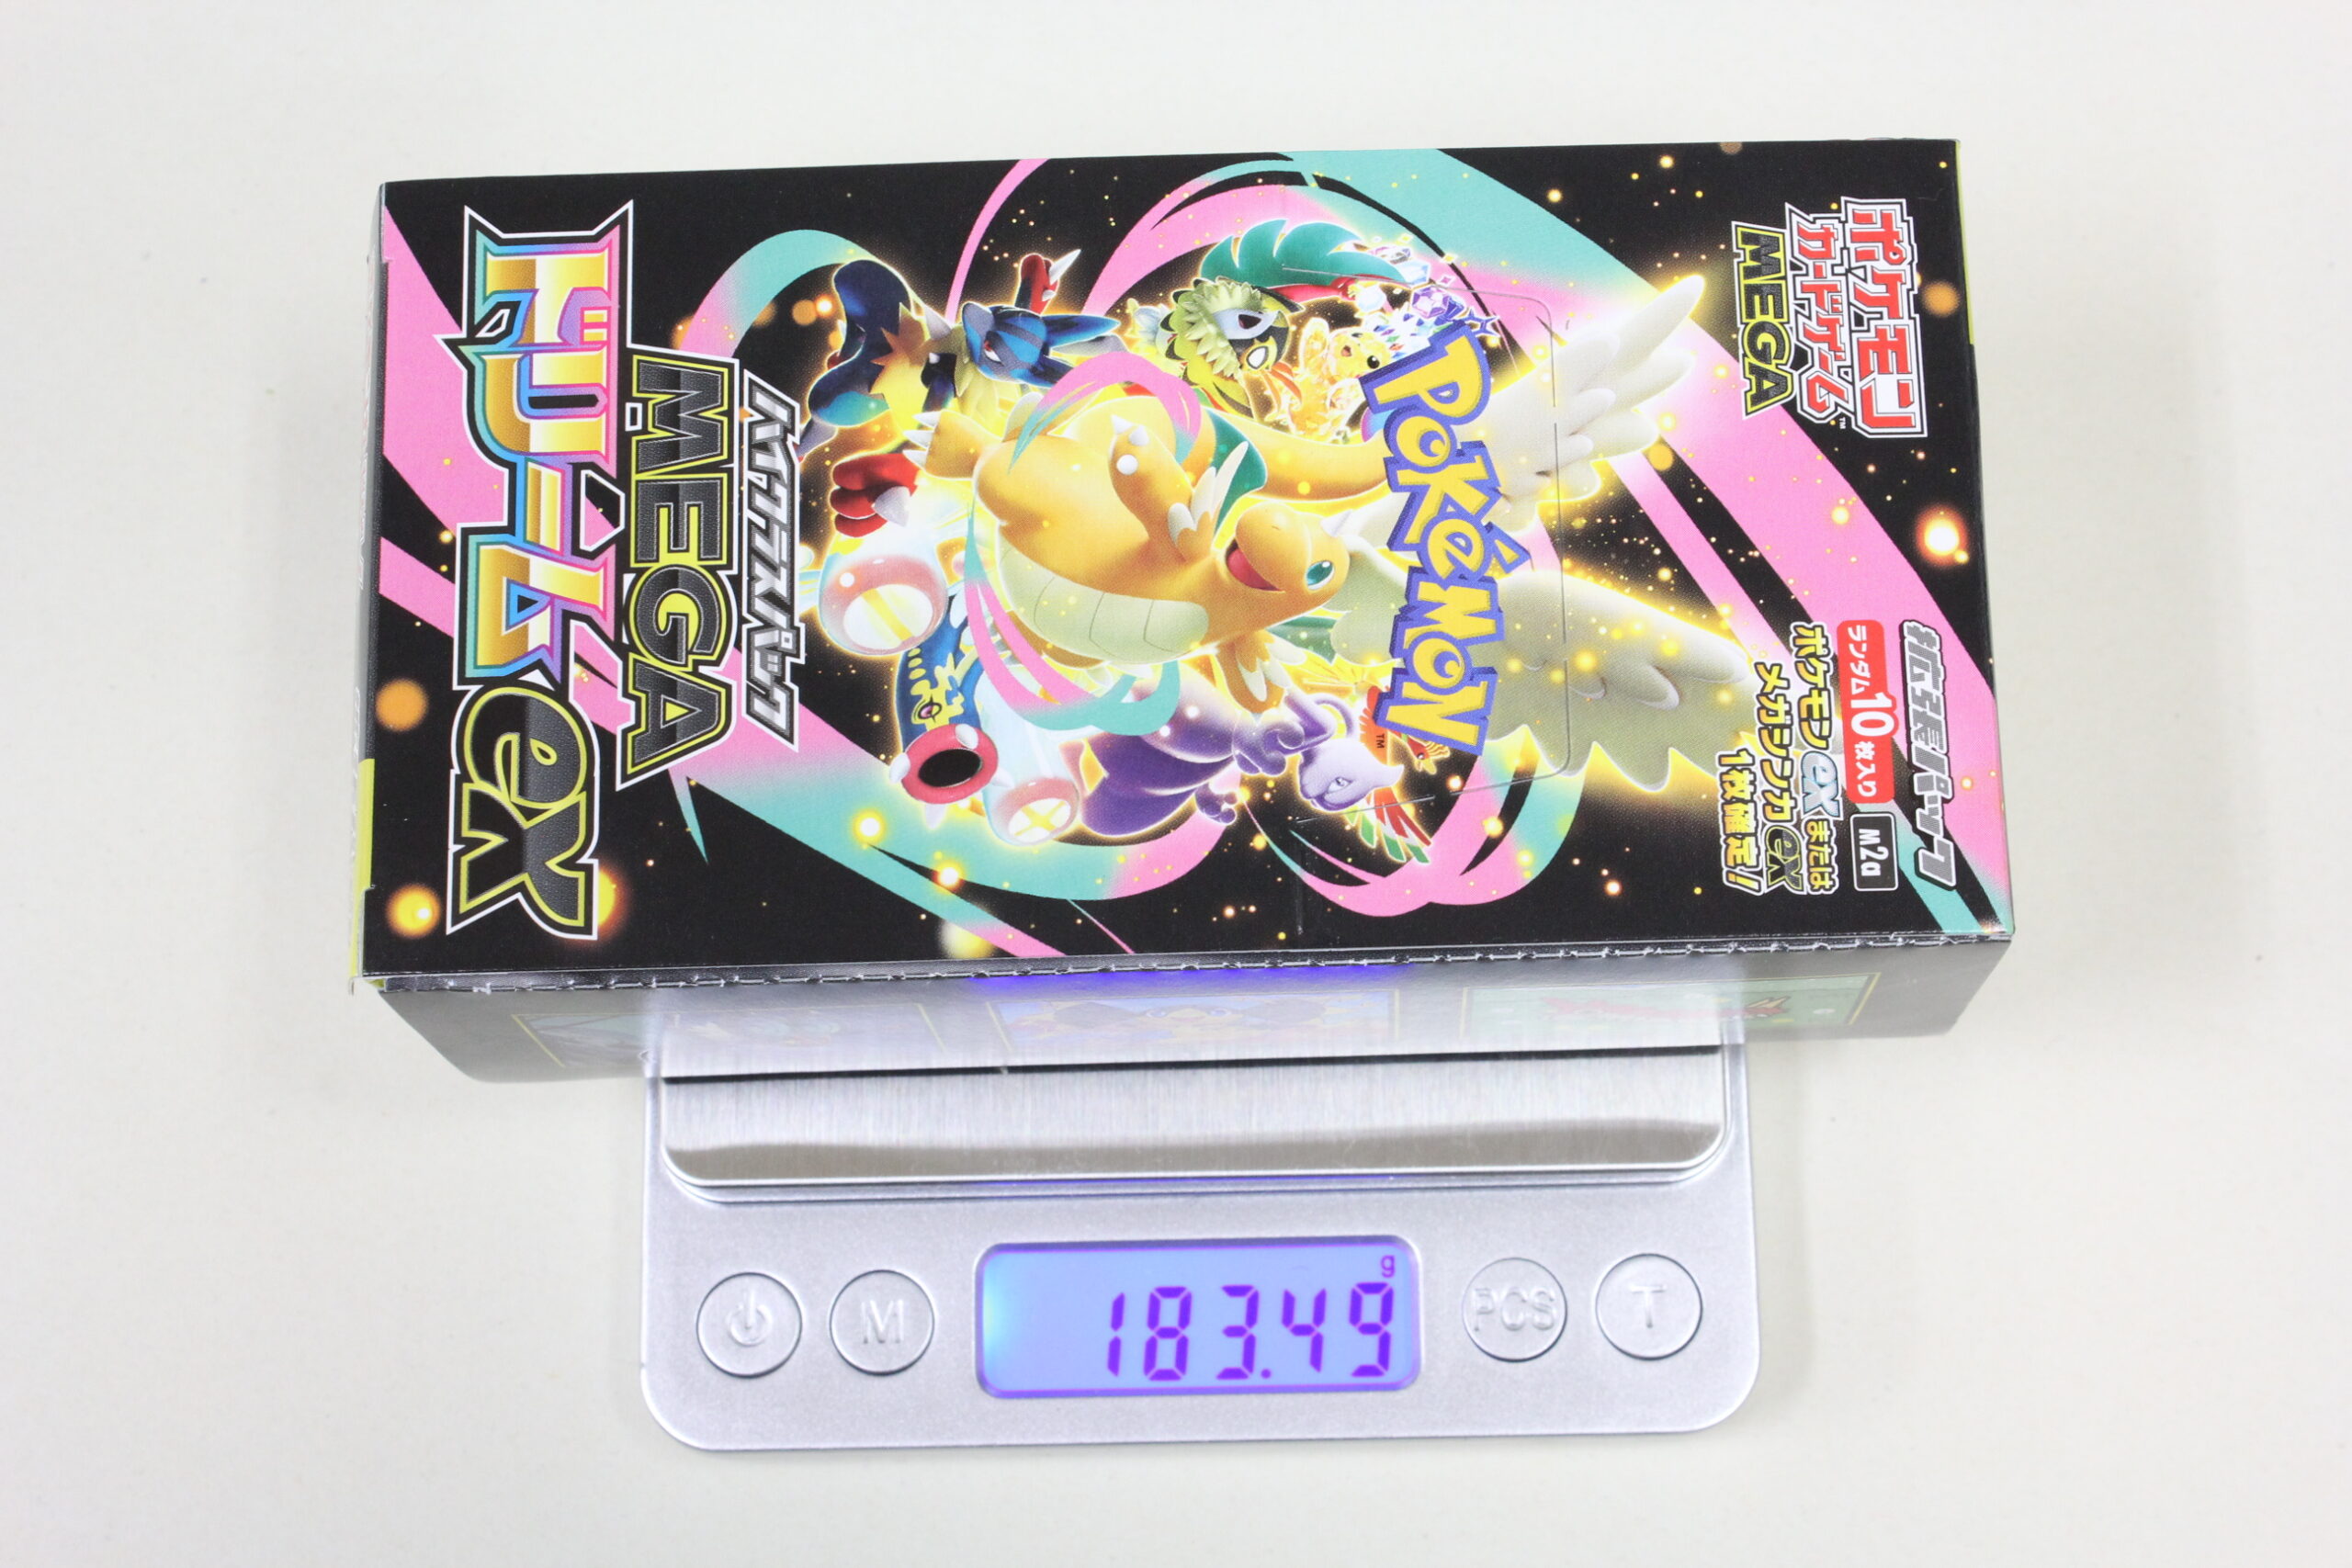 ポケモン
カードゲーム™
MEGA
拡張パック
ランダム10枚入り
M2a
ポケモンexまたは
メガシンカex
1枚確定!
Pokémon
TM
ハイクラスパック
MEGA
ドリームex
g
183.49
M
PCS
T